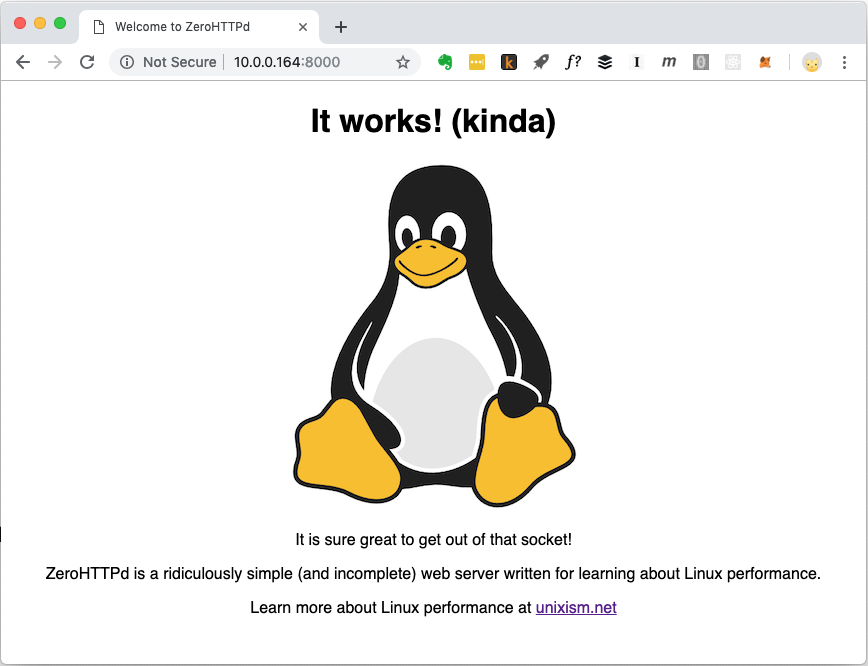 Welcome to ZeroHTTPd
Not Secure 10.0.0.164:8000
k f? I m 0
It works! (kinda)
It is sure great to get out of that socket!
ZeroHTTPd is a ridiculously simple (and incomplete) web server written for learning about Linux performance.
Learn more about Linux performance at unixism.net